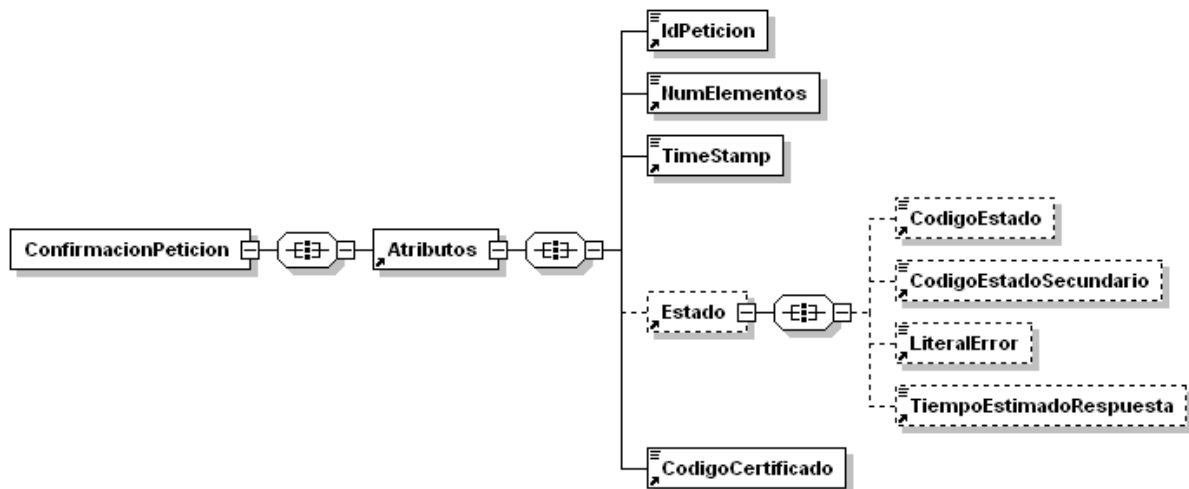 IdPeticion
NumElementos
TimeStamp
ConfirmacionPeticion
Atributos
Estado
CodigoEstado
CodigoEstadoSecundario
LiteralError
TiempoEstimadoRespuesta
CodigoCertificado